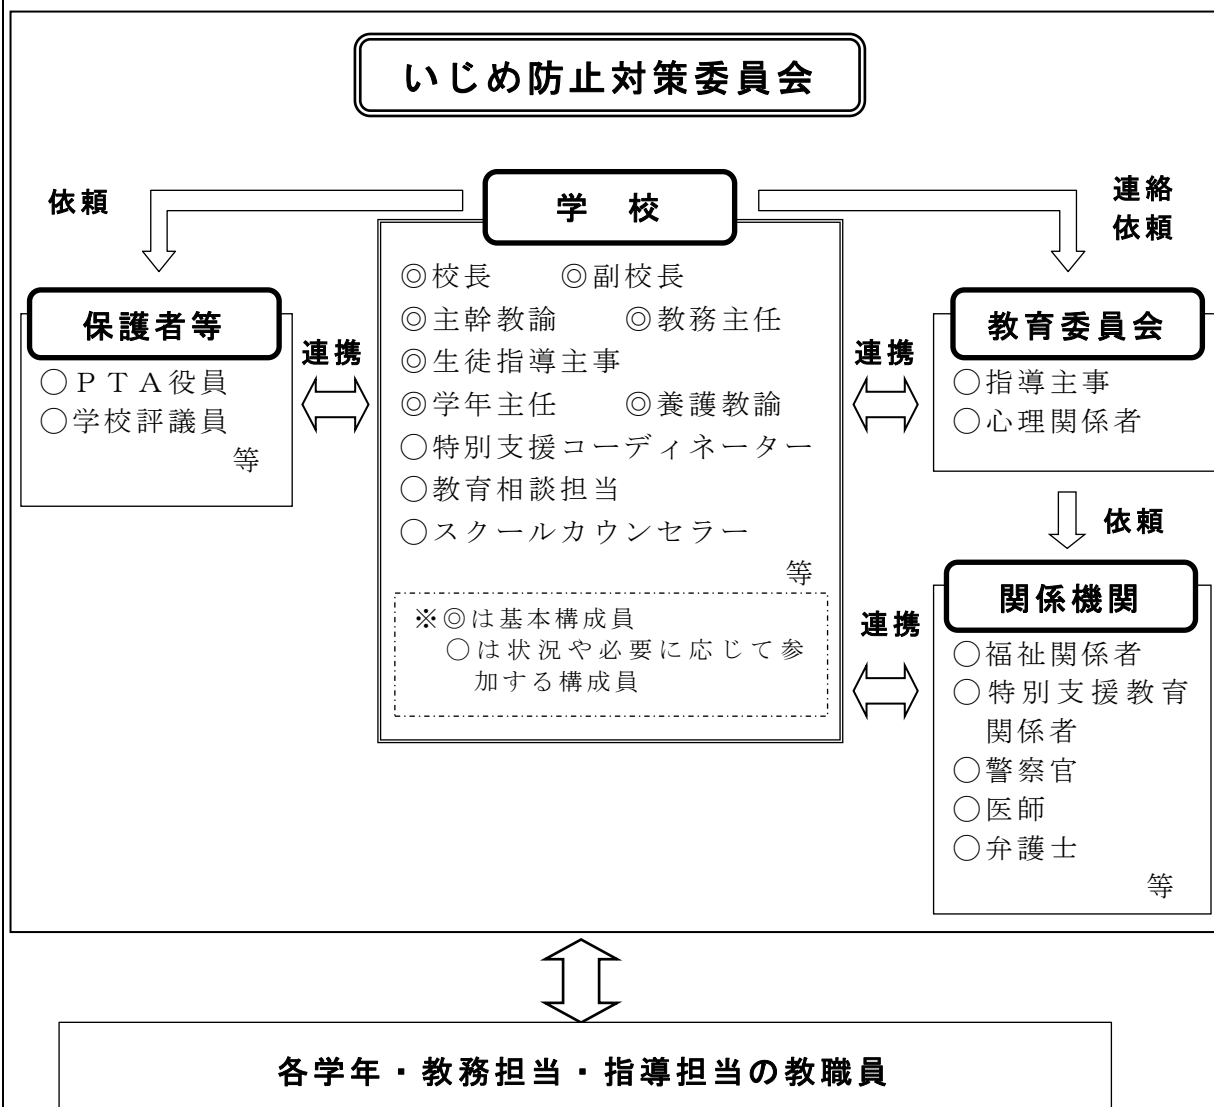 いじめ防止対策委員会
依頼
学　校
連絡
依頼
保護者等
○ＰＴＡ役員
○学校評議員
等
連携
◎校長　　◎副校長
◎主幹教諭　　◎教務主任
◎生徒指導主事
◎学年主任　　◎養護教諭
○特別支援コーディネーター
○教育相談担当
○スクールカウンセラー
等
※◎は基本構成員
○は状況や必要に応じて参
加する構成員
連携
教育委員会
○指導主事
○心理関係者
依頼
連携
関係機関
○福祉関係者
○特別支援教育
関係者
○警察官
○医師
○弁護士
等
各学年・教務担当・指導担当の教職員